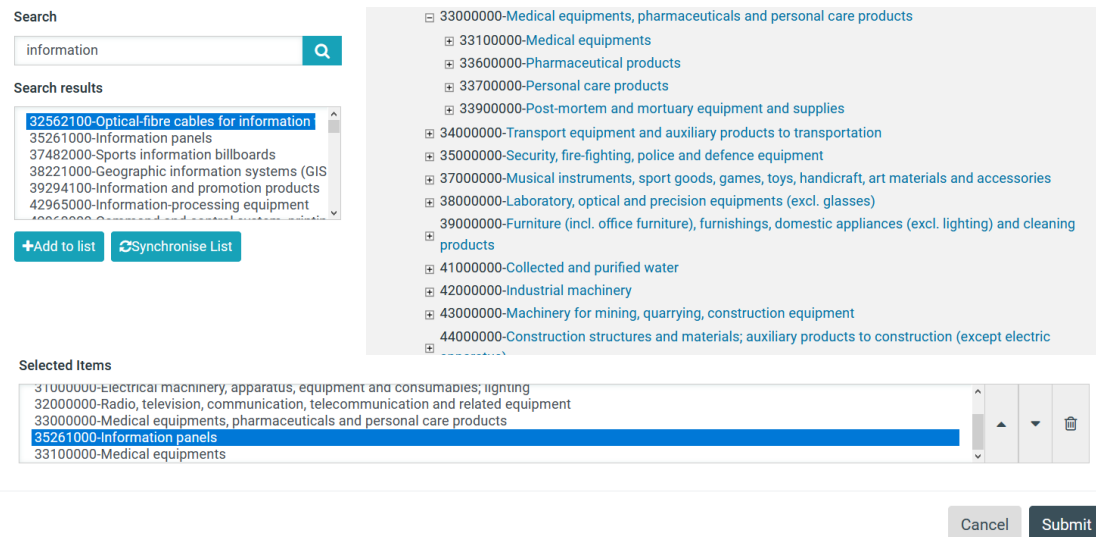 Search
information
Search results
32562100-Optical-fibre cables for information
35261000-Information panels
37482000-Sports information billboards
38221000-Geographic information systems (GIS
39294100-Information and promotion products
42965000-Information-processing equipment
+Add to list
Synchronise List
33000000-Medical equipments, pharmaceuticals and personal care products
33100000-Medical equipments
33600000-Pharmaceutical products
33700000-Personal care products
33900000-Post-mortem and mortuary equipment and supplies
34000000-Transport equipment and auxiliary products to transportation
35000000-Security, fire-fighting, police and defence equipment
37000000-Musical instruments, sport goods, games, toys, handicraft, art materials and accessories
38000000-Laboratory, optical and precision equipments (excl. glasses)
39000000-Furniture (incl. office furniture), furnishings, domestic appliances (excl. lighting) and cleaning
products
41000000-Collected and purified water
42000000-Industrial machinery
43000000-Machinery for mining, quarrying, construction equipment
44000000-Construction structures and materials; auxiliary products to construction (except electric
Selected Items
31000000-Electrical machinery, apparatus, equipment and consumables; lighting
32000000-Radio, television, communication, telecommunication and related equipment
33000000-Medical equipments, pharmaceuticals and personal care products
35261000-Information panels
33100000-Medical equipments
Cancel
Submit